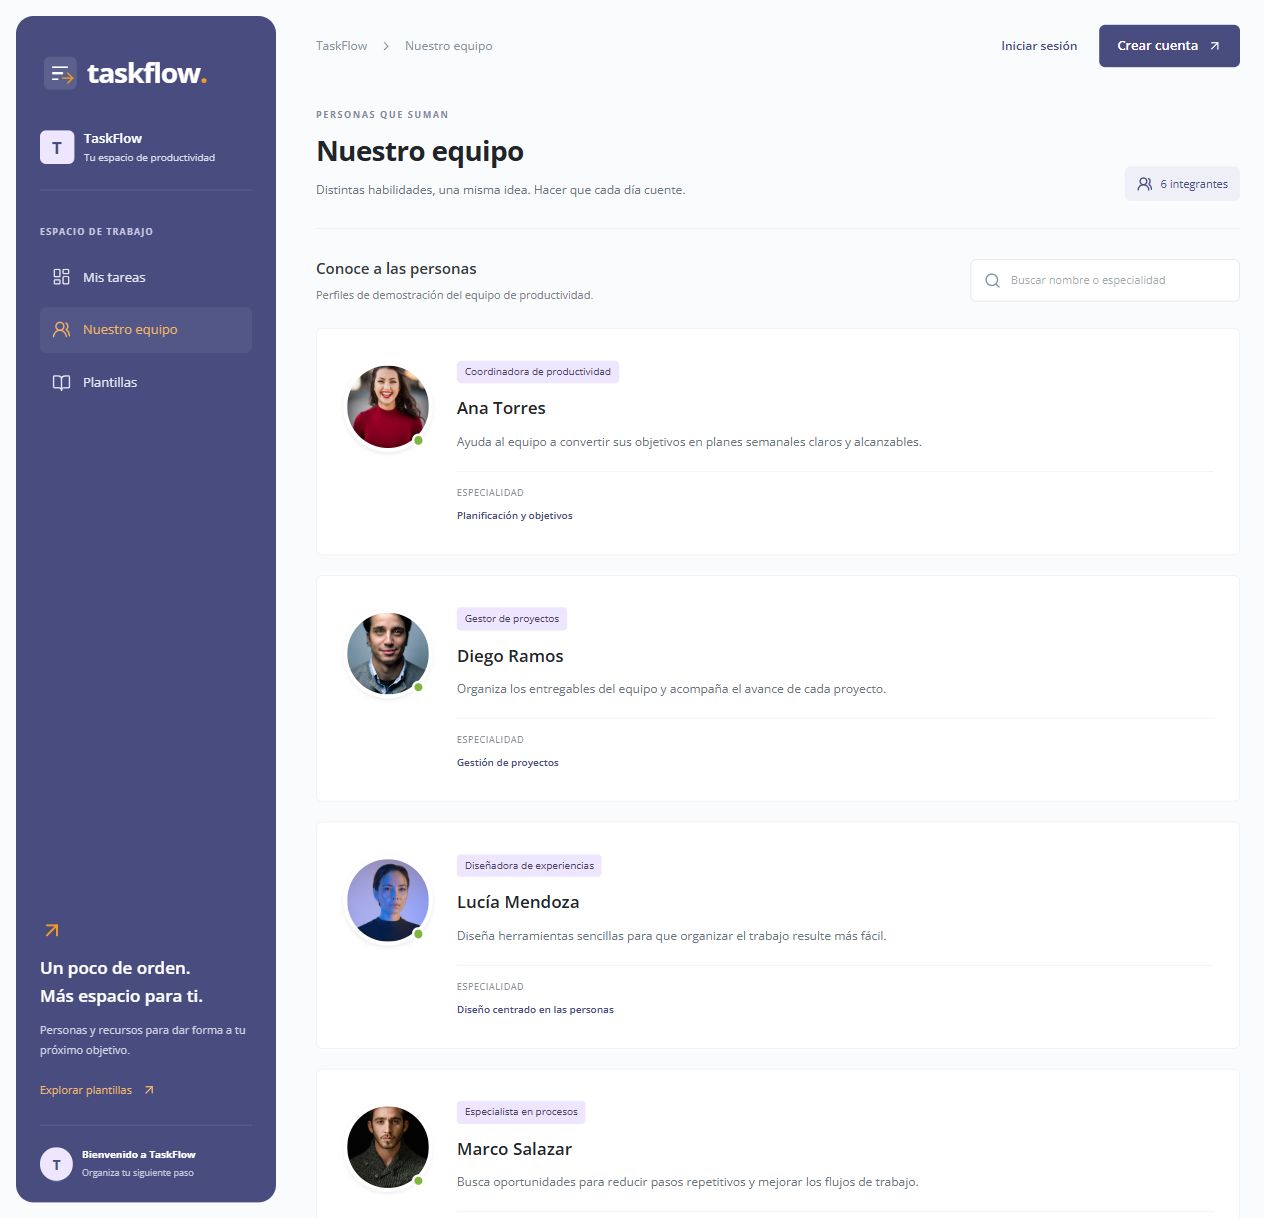 taskflow.
T
TaskFlow
Tu espacio de productividad
ESPACIO DE TRABAJO
Mis tareas
Nuestro equipo
Plantillas
Un poco de orden.
Más espacio para ti.
Personas y recursos para dar forma a tu
próximo objetivo.
Explorar plantillas
T
Bienvenido a TaskFlow
Organiza tu siguiente paso
TaskFlow
Nuestro equipo
Iniciar sesión
Crear cuenta
PERSONAS QUE SUMAN
Nuestro equipo
Distintas habilidades, una misma idea. Hacer que cada día cuente.
6 integrantes
Conoce a las personas
Perfiles de demostración del equipo de productividad.
Buscar nombre o especialidad
Coordinadora de productividad
Ana Torres
Ayuda al equipo a convertir sus objetivos en planes semanales claros y alcanzables.
ESPECIALIDAD
Planificación y objetivos
Gestor de proyectos
Diego Ramos
Organiza los entregables del equipo y acompaña el avance de cada proyecto.
ESPECIALIDAD
Gestión de proyectos
Diseñadora de experiencias
Lucía Mendoza
Diseña herramientas sencillas para que organizar el trabajo resulte más fácil.
ESPECIALIDAD
Diseño centrado en las personas
Especialista en procesos
Marco Salazar
Busca oportunidades para reducir pasos repetitivos y mejorar los flujos de trabajo.